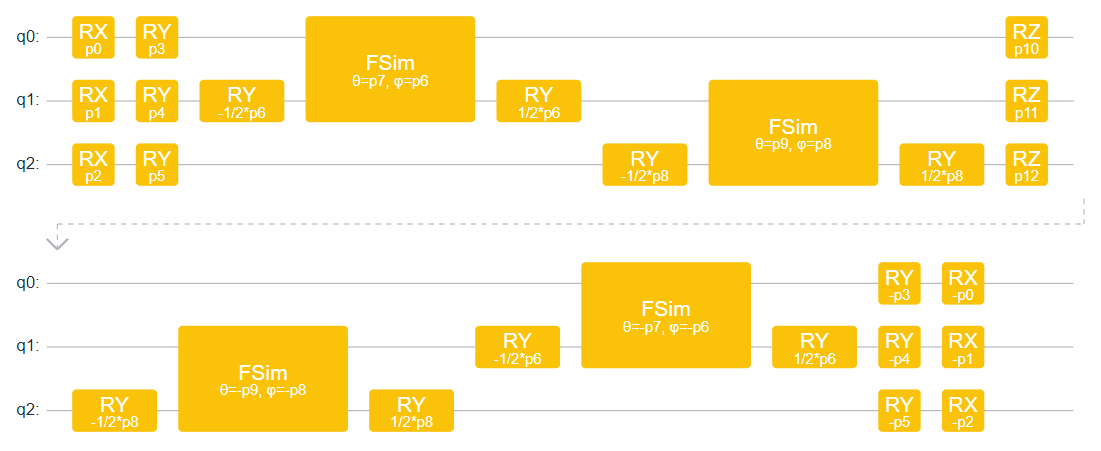 q0: RX p0 RY p3 FSim θ=p7, φ=p6 RZ p10
q1: RX p1 RY p4 RY -1/2*p6 RY 1/2*p6 FSim θ=p9, φ=p8 RZ p11
q2: RX p2 RY p5 RY -1/2*p8 RY 1/2*p8 RZ p12
q0: FSim θ=-p7, φ=-p6 RY -p3 RX -p0
q1: FSim θ=-p9, φ=-p8 RY -1/2*p6 RY 1/2*p6 RY -p4 RX -p1
q2: RY -1/2*p8 RY 1/2*p8 RY -p5 RX -p2